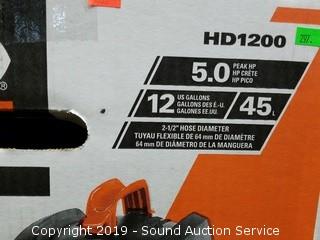 HD1200
297.
5.0 PEAK HP
HP CRÊTE
HP PICO
12 US GALLONS
GALLONS DES É.-U.
GALONES EE.UU.
45 L
2-1/2" HOSE DIAMETER
TUYAU FLEXIBLE DE 64 mm DE DIAMÈTRE
64 mm DE DIÁMETRO DE LA MANGUERA
®
Copyright 2019 - Sound Auction Service